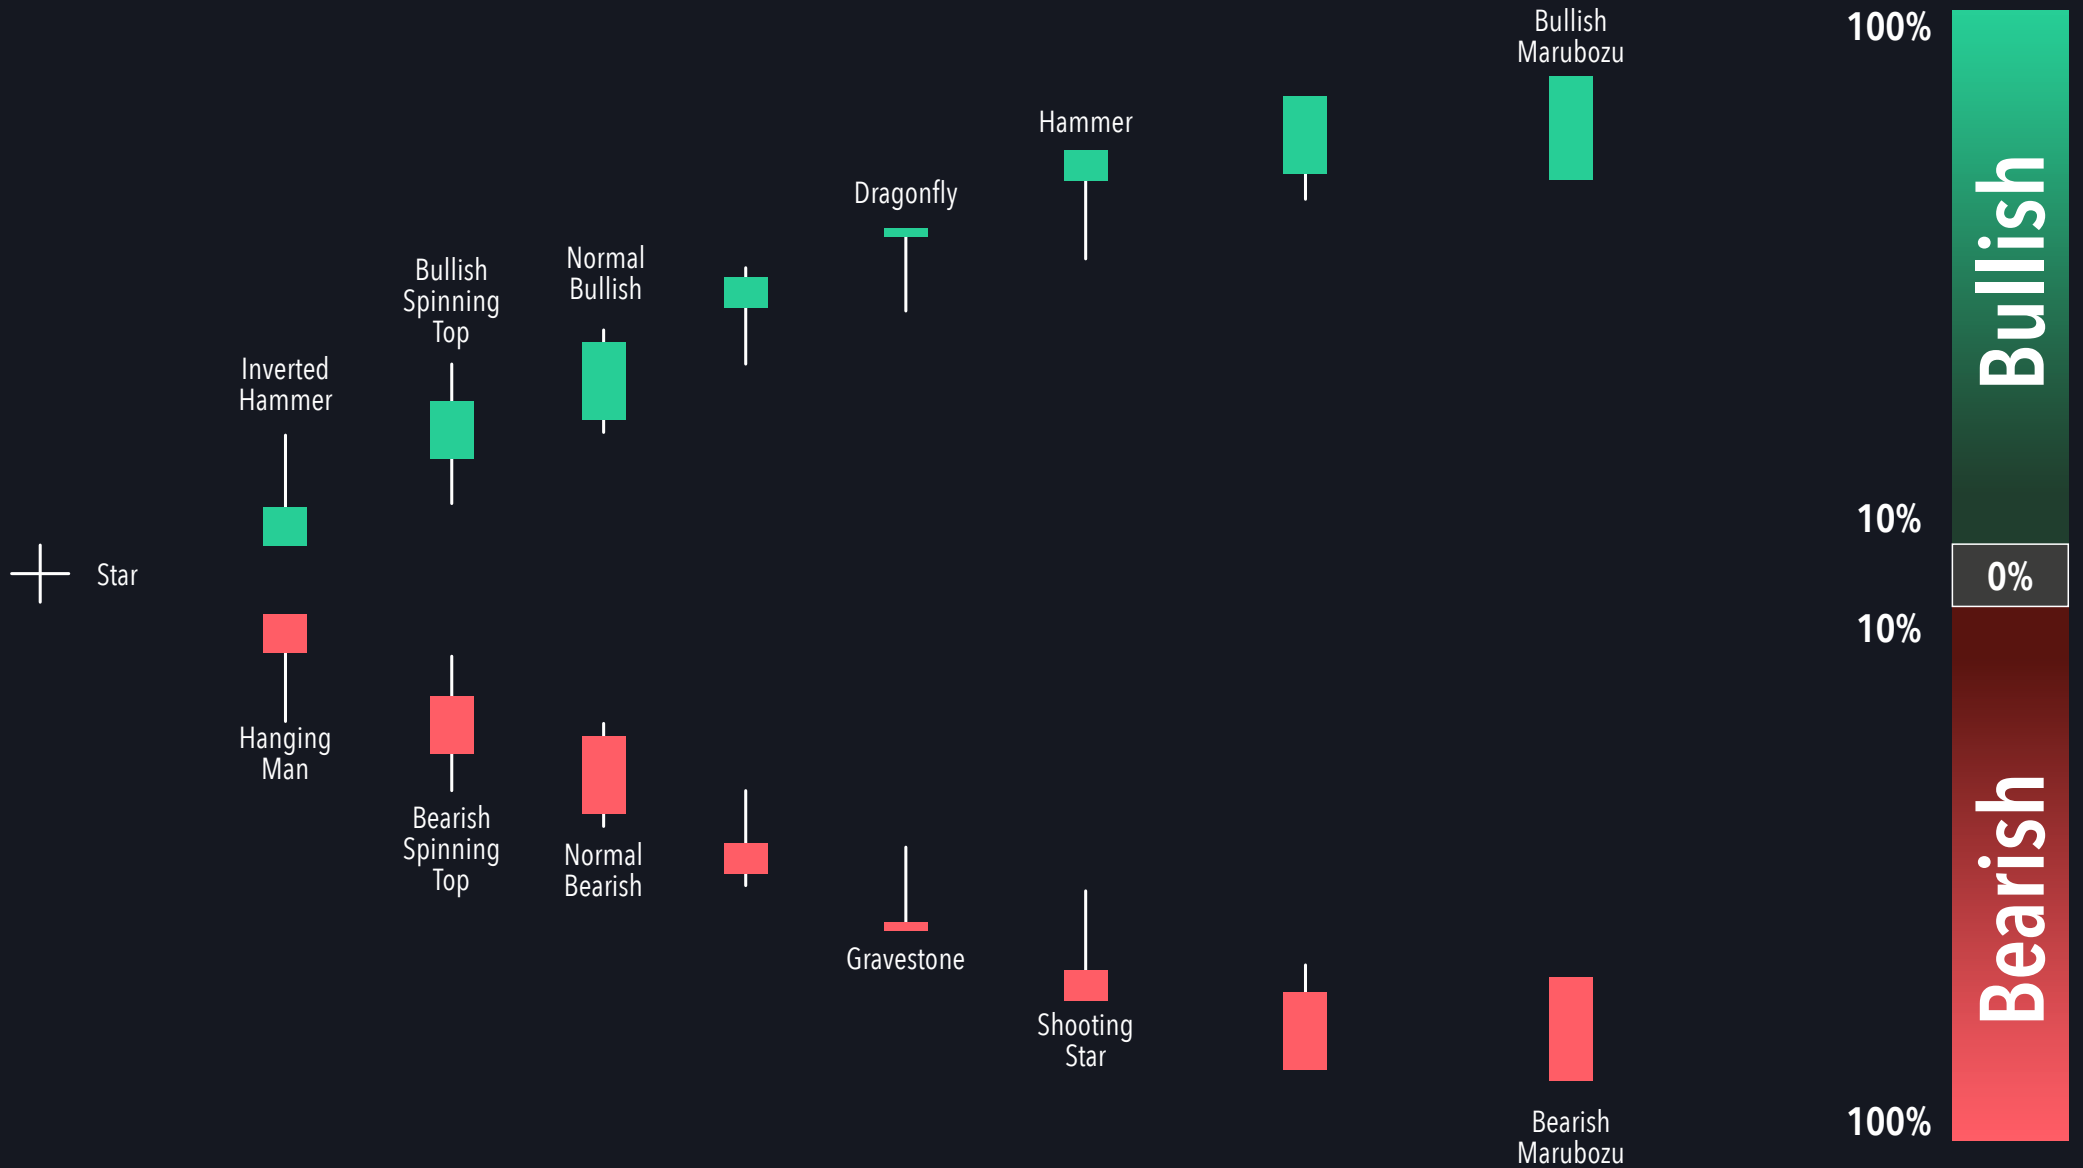 Bullish
Marubozu
100%
Hammer
Dragonfly
Normal
Bullish
Bullish
Spinning
Top
Inverted
Hammer
Bullish
10%
Star
0%
10%
Hanging
Man
Bearish
Spinning
Top
Normal
Bearish
Gravestone
Shooting
Star
Bearish
100%
Bearish
Marubozu